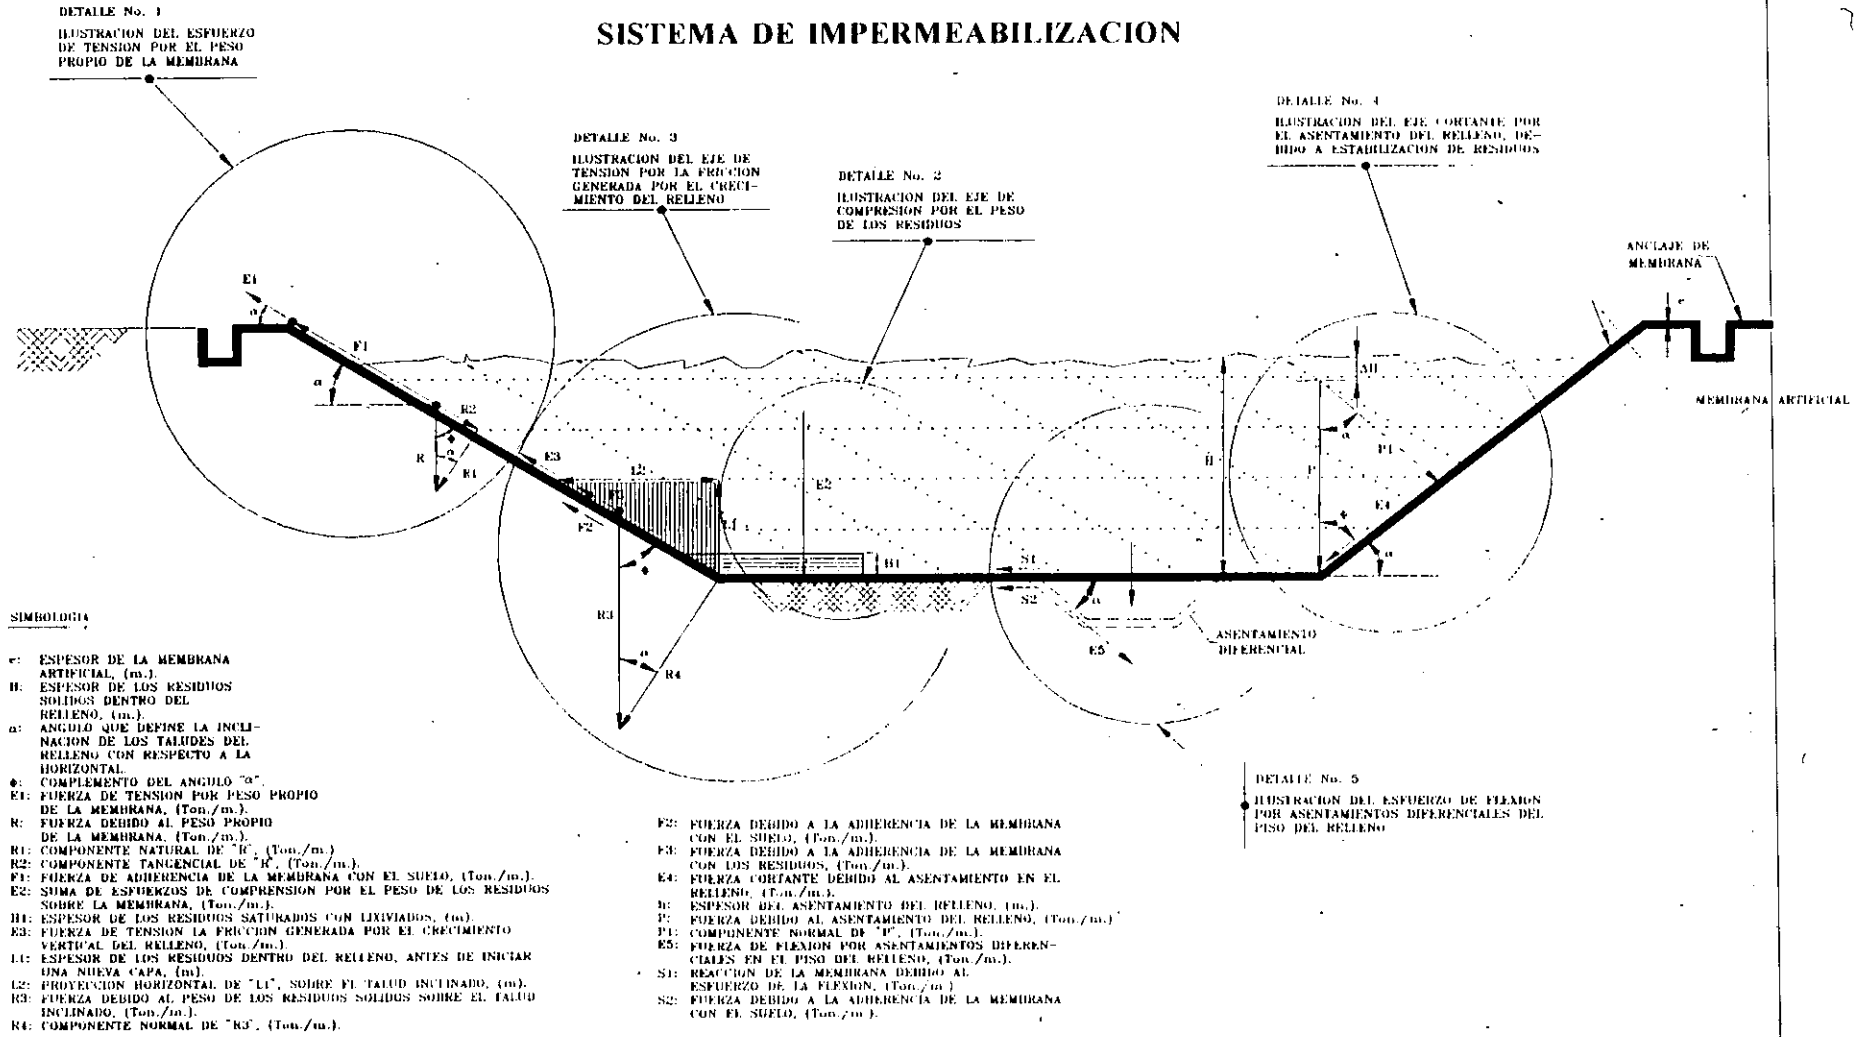 SISTEMA DE IMPERMEABILIZACION
DETALLE No. 1
ILUSTRACION DEL ESFUERZO
DE TENSION POR EL PESO
PROPIO DE LA MEMBRANA
DETALLE No. 3
ILUSTRACION DEL EJE DE
TENSION POR LA FRICCION
GENERADA POR EL CRECI-
MIENTO DEL RELLENO
DETALLE No. 2
ILUSTRACION DEL EJE DE
COMPRESION POR EL PESO
DE LOS RESIDUOS
DETALLE No. 4
ILUSTRACION DEL EJE CORTANTE POR
EL ASENTAMIENTO DEL RELLENO, DE-
BIDO A ESTABILIZACION DE RESIDUOS
ANCLAJE DE
MEMBRANA
e
MEMBRANA ARTIFICIAL
E1
α
F1
α
R2
ϕ
R
α
R1
E3
L2
F3
F2
L1
E2
H
H1
ϕ
R3
α
R4
S1
S2
α
E5
ΔH
α
P1
P
E4
ϕ
α
ASENTAMIENTO
DIFERENCIAL
DETALLE No. 5
ILUSTRACION DEL ESFUERZO DE FLEXION
POR ASENTAMIENTOS DIFERENCIALES DEL
PISO DEL RELLENO
SIMBOLOGIA
e: ESPESOR DE LA MEMBRANA
ARTIFICIAL, (m.).
H: ESPESOR DE LOS RESIDUOS
SOLIDOS DENTRO DEL
RELLENO, (m.).
α: ANGULO QUE DEFINE LA INCLI-
NACION DE LOS TALUDES DEL
RELLENO CON RESPECTO A LA
HORIZONTAL.
ϕ: COMPLEMENTO DEL ANGULO "α".
E1: FUERZA DE TENSION POR PESO PROPIO
DE LA MEMBRANA, (Ton./m.).
R: FUERZA DEBIDO AL PESO PROPIO
DE LA MEMBRANA, (Ton./m.).
R1: COMPONENTE NATURAL DE "R", (Ton./m.)
R2: COMPONENTE TANGENCIAL DE "R", (Ton./m.).
F1: FUERZA DE ADHERENCIA DE LA MEMBRANA CON EL SUELO, (Ton./m.).
E2: SUMA DE ESFUERZOS DE COMPRENSION POR EL PESO DE LOS RESIDUOS
SOBRE LA MEMBRANA, (Ton./m.).
H1: ESPESOR DE LOS RESIDUOS SATURADOS CON LIXIVIADOS, (m).
E3: FUERZA DE TENSION LA FRICCION GENERADA POR EL CRECIMIENTO
VERTICAL DEL RELLENO, (Ton./m.).
L1: ESPESOR DE LOS RESIDUOS DENTRO DEL RELLENO, ANTES DE INICIAR
UNA NUEVA CAPA, (m).
L2: PROYECCION HORIZONTAL DE "L1", SOBRE EL TALUD INCLINADO, (m).
R3: FUERZA DEBIDO AL PESO DE LOS RESIDUOS SOLIDOS SOBRE EL TALUD
INCLINADO, (Ton./m.).
R4: COMPONENTE NORMAL DE "R3", (Ton./m.).
F2: FUERZA DEBIDO A LA ADHERENCIA DE LA MEMBRANA
CON EL SUELO, (Ton./m.).
F3: FUERZA DEBIDO A LA ADHERENCIA DE LA MEMBRANA
CON LOS RESIDUOS, (Ton./m.).
E4: FUERZA CORTANTE DEBIDO AL ASENTAMIENTO EN EL
RELLENO, (Ton./m.).
h: ESPESOR DEL ASENTAMIENTO DEL RELLENO, (m.).
P: FUERZA DEBIDO AL ASENTAMIENTO DEL RELLENO, (Ton./m.)
P1: COMPONENTE NORMAL DE "P", (Ton./m.).
E5: FUERZA DE FLEXION POR ASENTAMIENTOS DIFEREN-
CIALES EN EL PISO DEL RELLENO, (Ton./m.).
S1: REACCION DE LA MEMBRANA DEBIDO AL
ESFUERZO DE LA FLEXION, (Ton./m.)
S2: FUERZA DEBIDO A LA ADHERENCIA DE LA MEMBRANA
CON EL SUELO, (Ton./m.).